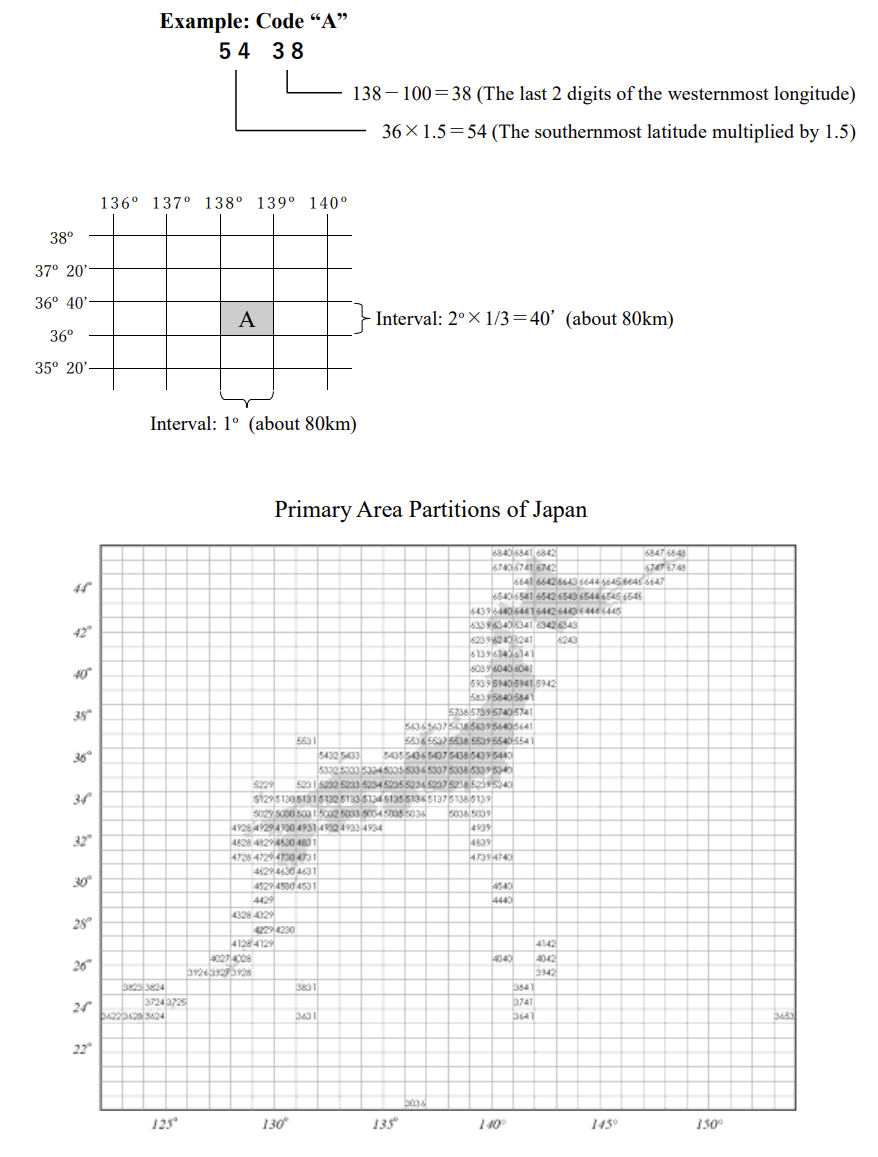 Example: Code “A”
5 4 3 8
138－100＝38 (The last 2 digits of the westernmost longitude)
36×1.5＝54 (The southernmost latitude multiplied by 1.5)
136° 137° 138° 139° 140°
38°
37° 20’
36° 40’
A
Interval: 2°×1/3＝40’ (about 80km)
36°
35° 20’
Interval: 1° (about 80km)
Primary Area Partitions of Japan
6840 6841 6842 6847 6848
6740 6741 6742 6747 6748
44°
6641 6642 6643 6644 6645 6646 6647
6540 6541 6542 6543 6544 6545 6546
6439 6440 6441 6442 6443 6444 6445
42°
6339 6340 6341 6342 6343
6239 6240 6241 6243
6139 6140 6141
40°
6039 6040 6041
5939 5940 5941 5942
5839 5840 5841
38°
5738 5739 5740 5741
5636 5637 5638 5639 5640 5641
5531 5536 5537 5538 5539 5540 5541
36°
5432 5433 5435 5436 5437 5438 5439 5440
5332 5333 5334 5335 5336 5337 5338 5339 5340
5229 5231 5232 5233 5234 5235 5236 5237 5238 5239 5240
34°
5129 5130 5131 5132 5133 5134 5135 5136 5137 5138 5139
5029 5030 5031 5032 5033 5034 5035 5036 5038 5039
4928 4929 4930 4931 4932 4933 4934 4939
32°
4828 4829 4830 4831 4839
4728 4729 4730 4731 4739 4740
4629 4630 4631
30°
4529 4530 4531 4540
4429 4440
4328 4329
28°
4229 4230
4128 4129 4142
26°
4027 4028 4040 4042
3926 3927 3928 3942
3823 3824 3831 3841
24°
3724 3725 3741
3622 3623 3624 3631 3641 3653
22°
3036
125° 130° 135° 140° 145° 150°